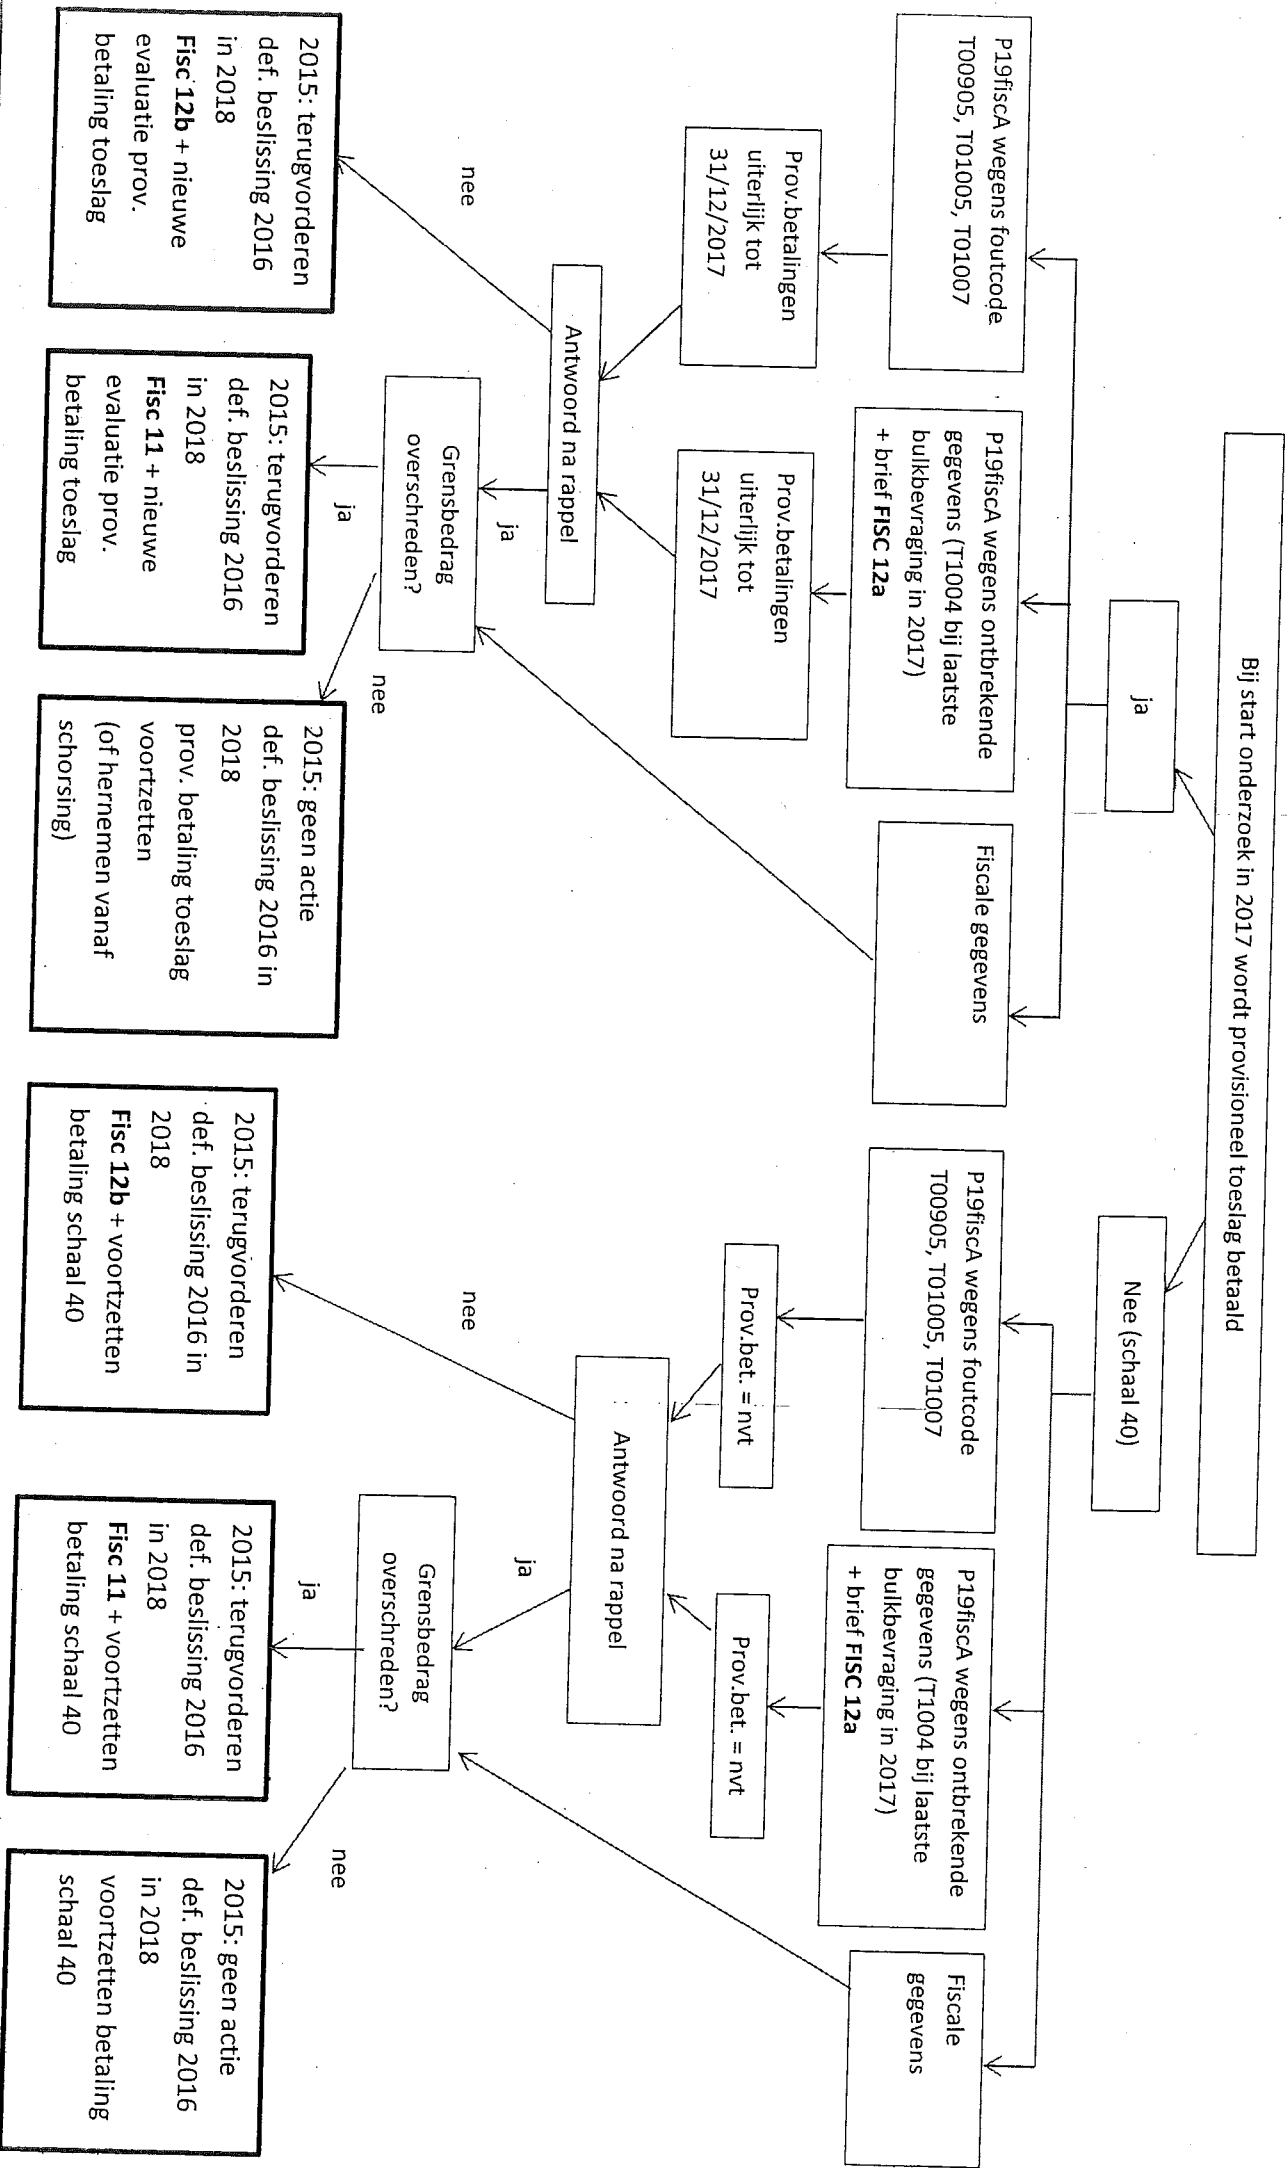 Bij start onderzoek in 2017 wordt provisioneel toeslag betaald
ja
Nee (schaal 40)
P19fiscA wegens foutcode
T00905, T01005, T01007
P19fiscA wegens ontbrekende
gegevens (T1004 bij laatste
bulkbevraging in 2017)
+ brief FISC 12a
Fiscale gegevens
P19fiscA wegens foutcode
T00905, T01005, T01007
P19fiscA wegens ontbrekende
gegevens (T1004 bij laatste
bulkbevraging in 2017)
+ brief FISC 12a
Fiscale
gegevens
Prov.betalingen
uiterlijk tot
31/12/2017
Prov.betalingen
uiterlijk tot
31/12/2017
Prov.bet. = nvt
Prov.bet. = nvt
Antwoord na rappel
Antwoord na rappel
nee
ja
nee
ja
Grensbedrag
overschreden?
Grensbedrag
overschreden?
ja
nee
ja
nee
2015: terugvorderen
def. beslissing 2016
in 2018
Fisc 12b + nieuwe
evaluatie prov.
betaling toeslag
2015: terugvorderen
def. beslissing 2016
in 2018
Fisc 11 + nieuwe
evaluatie prov.
betaling toeslag
2015: geen actie
def. beslissing 2016 in
2018
prov. betaling toeslag
voortzetten
(of hernemen vanaf
schorsing)
2015: terugvorderen
def. beslissing 2016 in
2018
Fisc 12b + voortzetten
betaling schaal 40
2015: terugvorderen
def. beslissing 2016
in 2018
Fisc 11 + voortzetten
betaling schaal 40
2015: geen actie
def. beslissing 2016
in 2018
voortzetten betaling
schaal 40